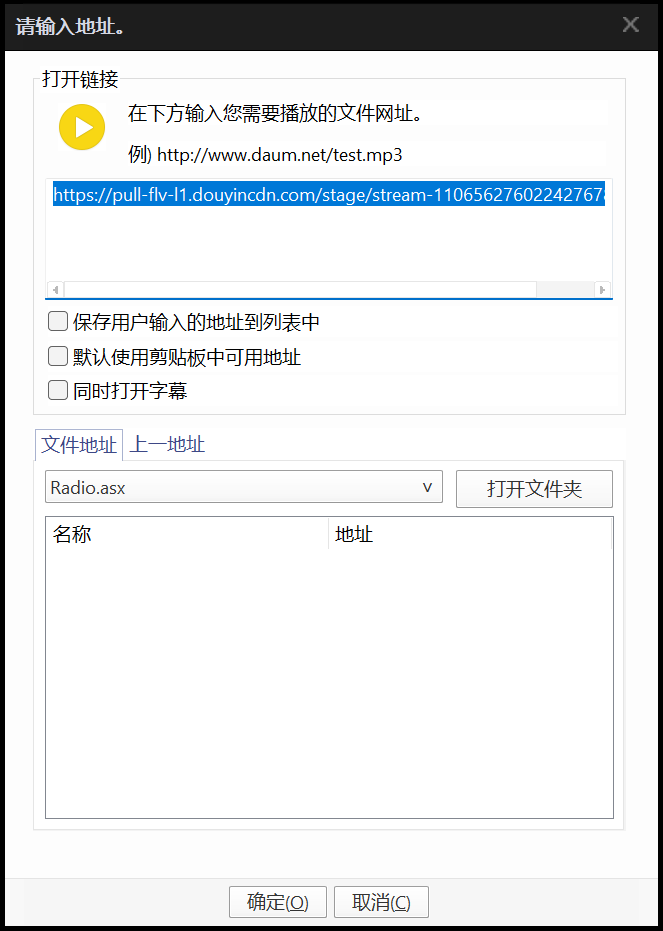 请输入地址。
打开链接
在下方输入您需要播放的文件网址。
例) http://www.daum.net/test.mp3
https://pull-flv-l1.douyincdn.com/stage/stream-11065627602242767
保存用户输入的地址到列表中
默认使用剪贴板中可用地址
同时打开字幕
文件地址 上一地址
Radio.asx
打开文件夹
名称 地址
确定(O) 取消(C)